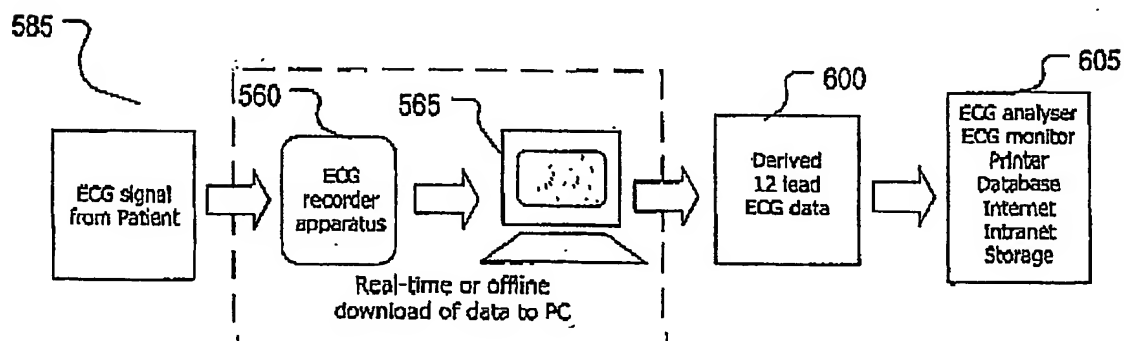 585
560
565
600
605
ECG signal
from Patient
ECG
recorder
apparatus
Real-time or offline
download of data to PC
Derived
12 lead
ECG data
ECG analyser
ECG monitor
Printer
Database
Internet
Intranet
Storage